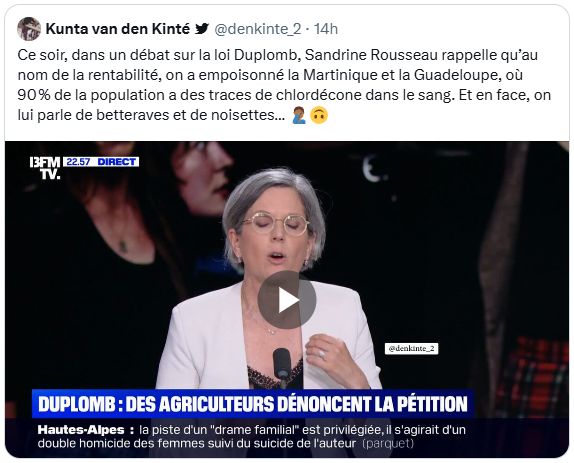 Kunta van den Kinté @denkinte_2 · 14h
Ce soir, dans un débat sur la loi Duplomb, Sandrine Rousseau rappelle qu’au
nom de la rentabilité, on a empoisonné la Martinique et la Guadeloupe, où
90 % de la population a des traces de chlordécone dans le sang. Et en face, on
lui parle de betteraves et de noisettes... 🤦🏾‍♂️🙃
BFM 22.57 DIRECT
TV.
@denkinte_2
DUPLOMB : DES AGRICULTEURS DÉNONCENT LA PÉTITION
Hautes-Alpes : la piste d'un "drame familial" est privilégiée, il s'agirait d'un
double homicide des femmes suivi du suicide de l'auteur (parquet)